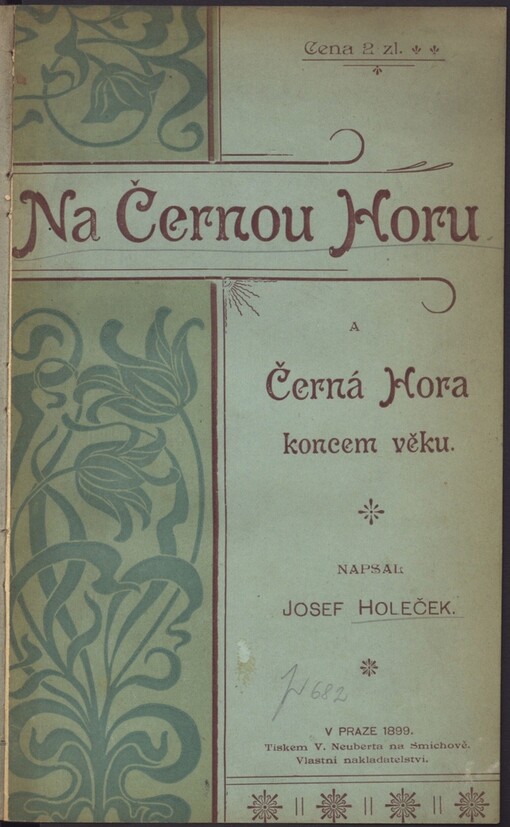 Cena 2 zl.
Na Černou Horu
A
Černá Hora
koncem věku.
NAPSAL
JOSEF HOLEČEK.
682
V PRAZE 1899.
Tiskem V. Neuberta na Smíchově.
Vlastní nakladatelství.